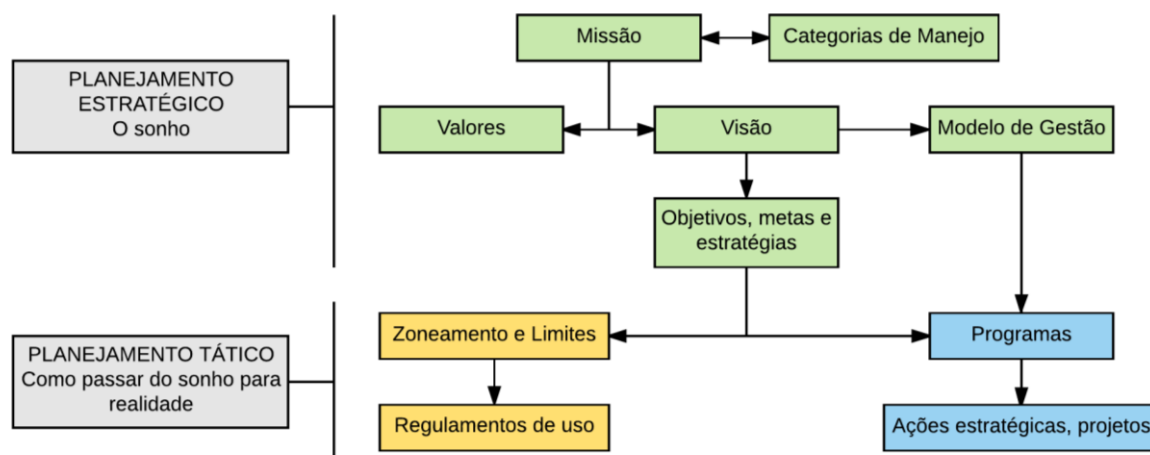 Missão
Categorias de Manejo
PLANEJAMENTO
ESTRATÉGICO
O sonho
Valores
Visão
Modelo de Gestão
Objetivos, metas e
estratégias
PLANEJAMENTO TÁTICO
Como passar do sonho para
realidade
Zoneamento e Limites
Programas
Regulamentos de uso
Ações estratégicas, projetos